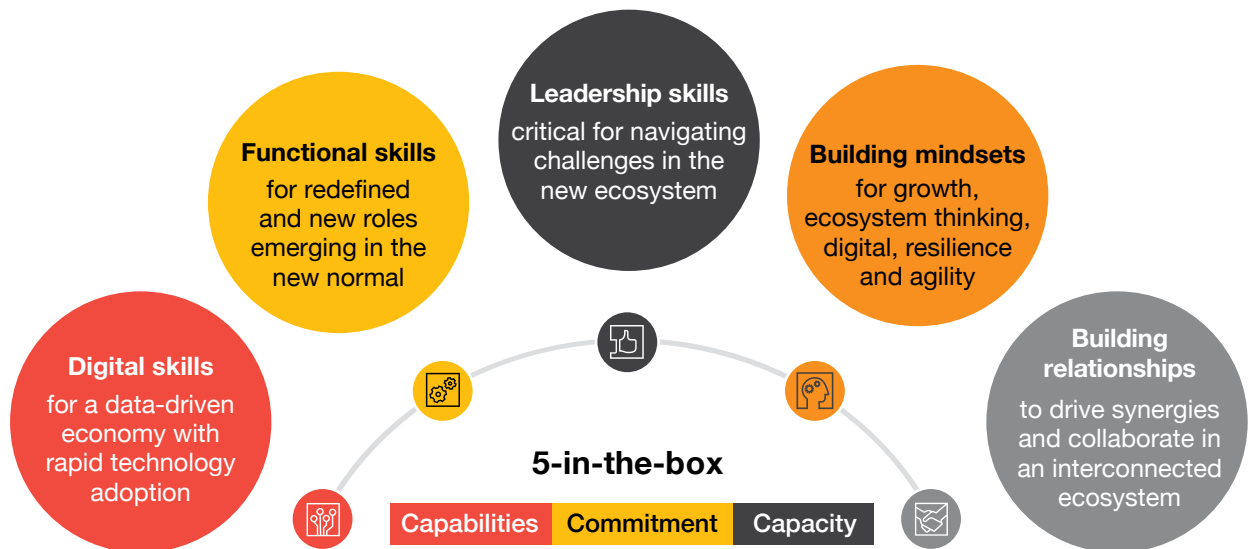 Leadership skills
critical for navigating
challenges in the
new ecosystem
Functional skills
for redefined
and new roles
emerging in the
new normal
Building mindsets
for growth,
ecosystem thinking,
digital, resilience
and agility
Digital skills
for a data-driven
economy with
rapid technology
adoption
Building
relationships
to drive synergies
and collaborate in
an interconnected
ecosystem
5-in-the-box
Capabilities Commitment Capacity